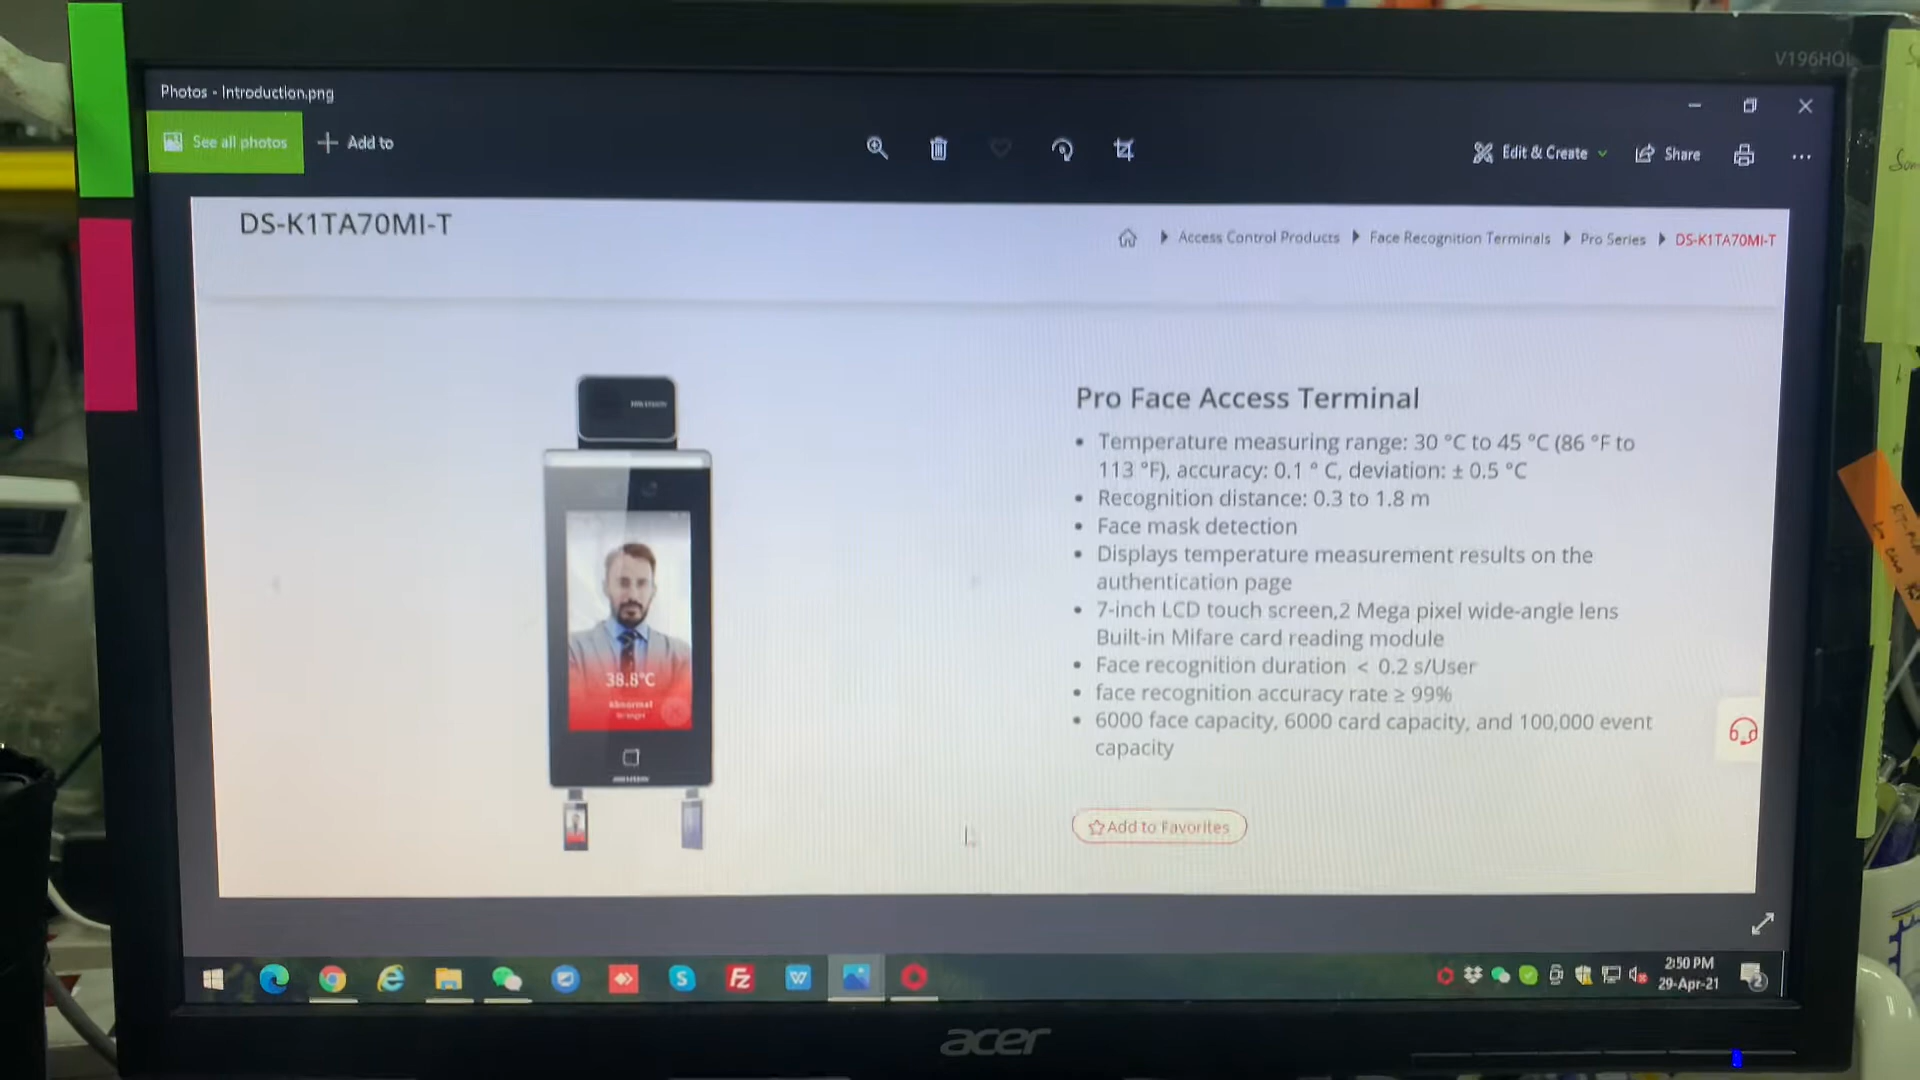 V196HQL
Photos - Introduction.png
See all photos
Add to
Edit & Create
Share
DS-K1TA70MI-T
Access Control Products
Face Recognition Terminals
Pro Series
DS-K1TA70MI-T
HIKVISION
Pro Face Access Terminal
Temperature measuring range: 30 °C to 45 °C (86 °F to
113 °F), accuracy: 0.1 ° C, deviation: ± 0.5 °C
Recognition distance: 0.3 to 1.8 m
Face mask detection
Displays temperature measurement results on the
authentication page
7-inch LCD touch screen,2 Mega pixel wide-angle lens
Built-in Mifare card reading module
Face recognition duration < 0.2 s/User
face recognition accuracy rate ≥ 99%
6000 face capacity, 6000 card capacity, and 100,000 event
capacity
38.8°C
Abnormal
HIKVISION
Add to Favorites
2:50 PM
29-Apr-21
2
acer